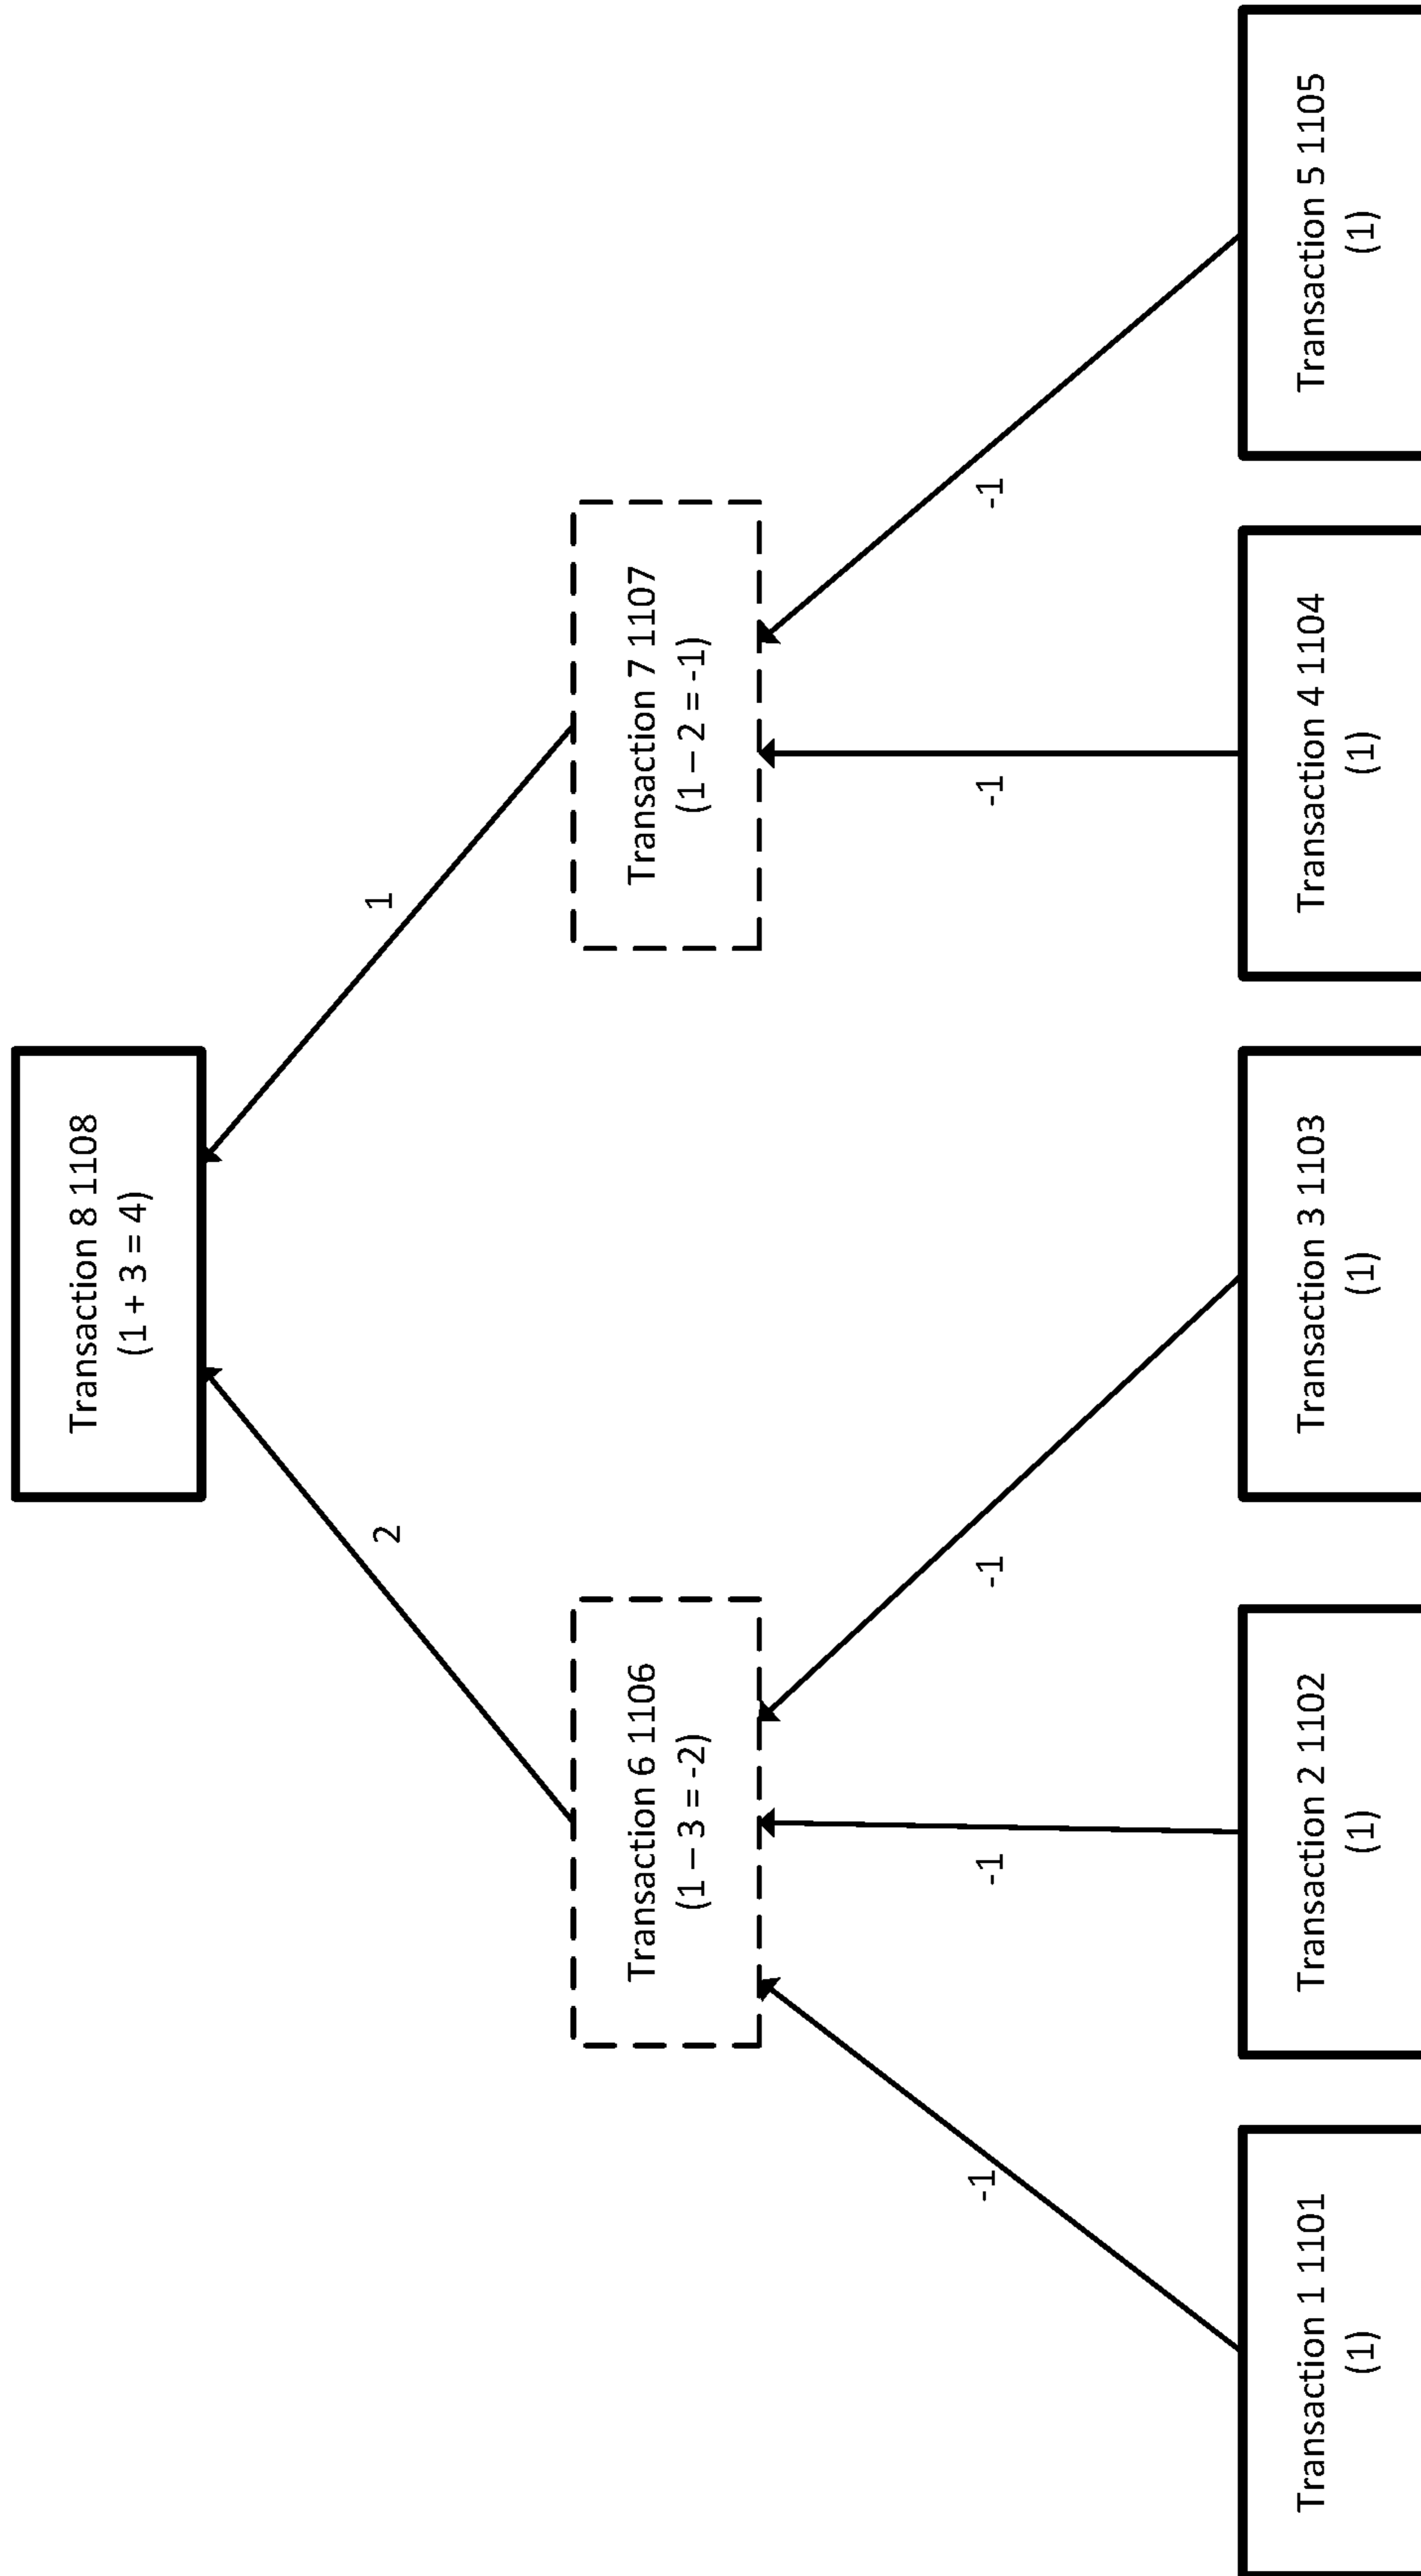 Transaction 8 1108
(1 + 3 = 4)
2
1
Transaction 6 1106
(1 – 3 = -2)
Transaction 7 1107
(1 – 2 = -1)
-1
-1
-1
-1
-1
Transaction 1 1101
(1)
Transaction 2 1102
(1)
Transaction 3 1103
(1)
Transaction 4 1104
(1)
Transaction 5 1105
(1)